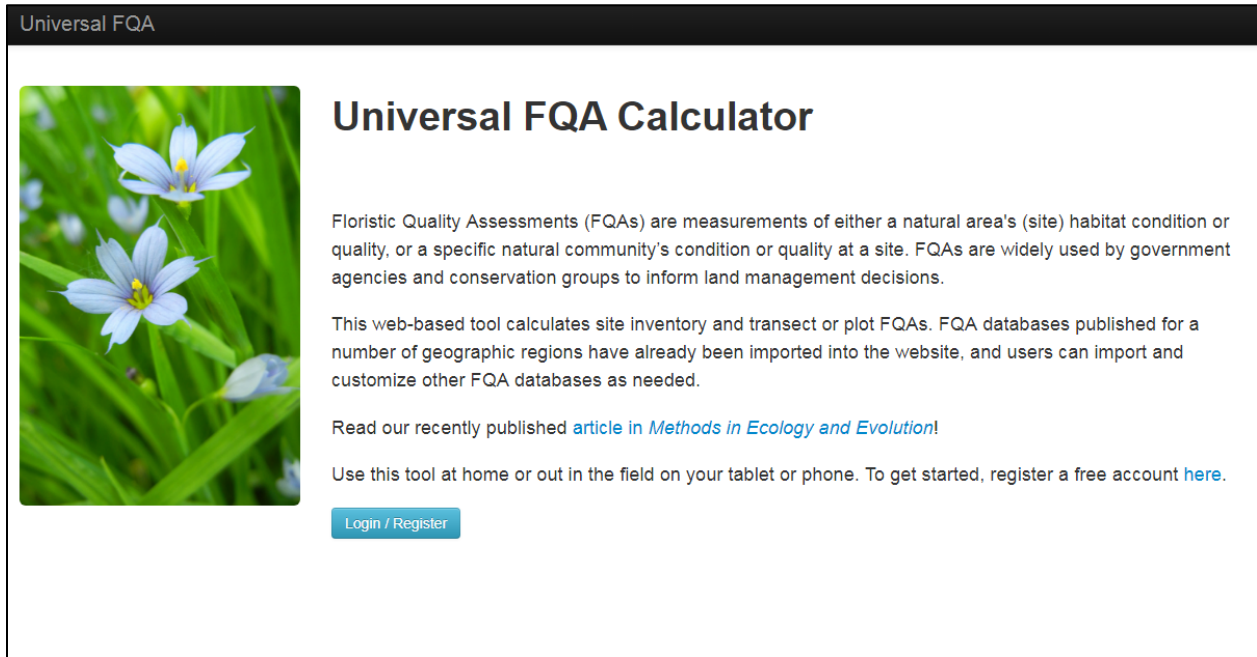 Universal FQA
Universal FQA Calculator
Floristic Quality Assessments (FQAs) are measurements of either a natural area's (site) habitat condition or
quality, or a specific natural community’s condition or quality at a site. FQAs are widely used by government
agencies and conservation groups to inform land management decisions.
This web-based tool calculates site inventory and transect or plot FQAs. FQA databases published for a
number of geographic regions have already been imported into the website, and users can import and
customize other FQA databases as needed.
Read our recently published article in Methods in Ecology and Evolution!
Use this tool at home or out in the field on your tablet or phone. To get started, register a free account here.
Login / Register